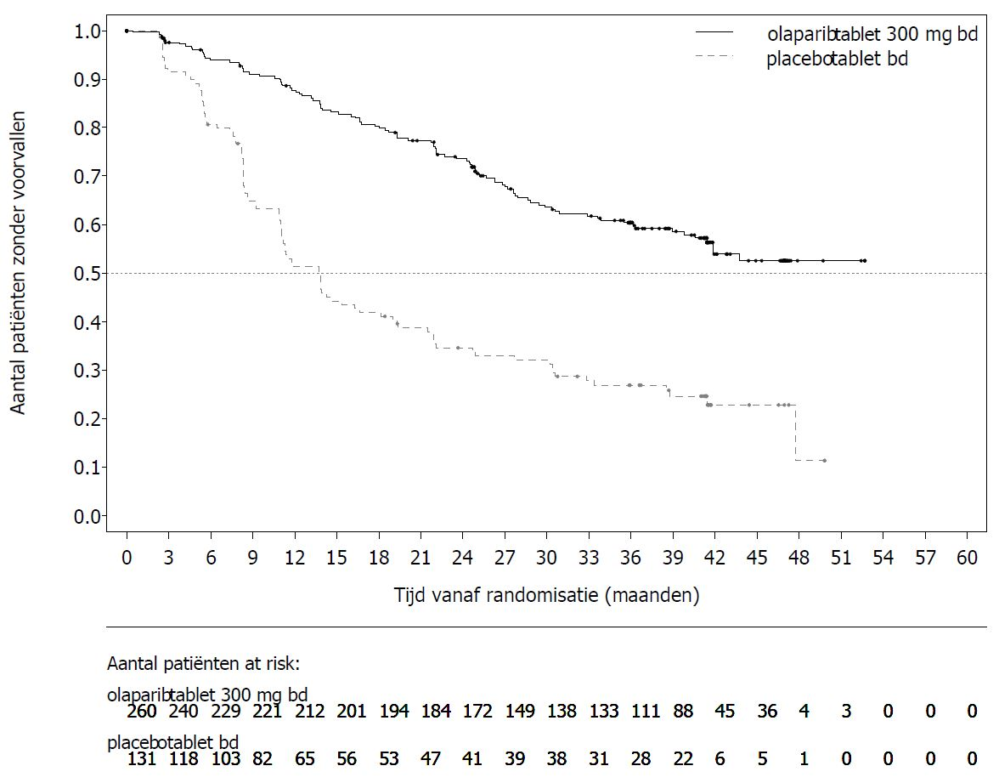 olaparibtablet 300 mg bd
placebotablet bd
Aantal patiënten zonder voorvallen
1.0
0.9
0.8
0.7
0.6
0.5
0.4
0.3
0.2
0.1
0.0
0 3 6 9 12 15 18 21 24 27 30 33 36 39 42 45 48 51 54 57 60
Tijd vanaf randomisatie (maanden)
Aantal patiënten at risk:
olaparibtablet 300 mg bd
260 240 229 221 212 201 194 184 172 149 138 133 111 88 45 36 4 3 0 0 0
placebotablet bd
131 118 103 82 65 56 53 47 41 39 38 31 28 22 6 5 1 0 0 0 0